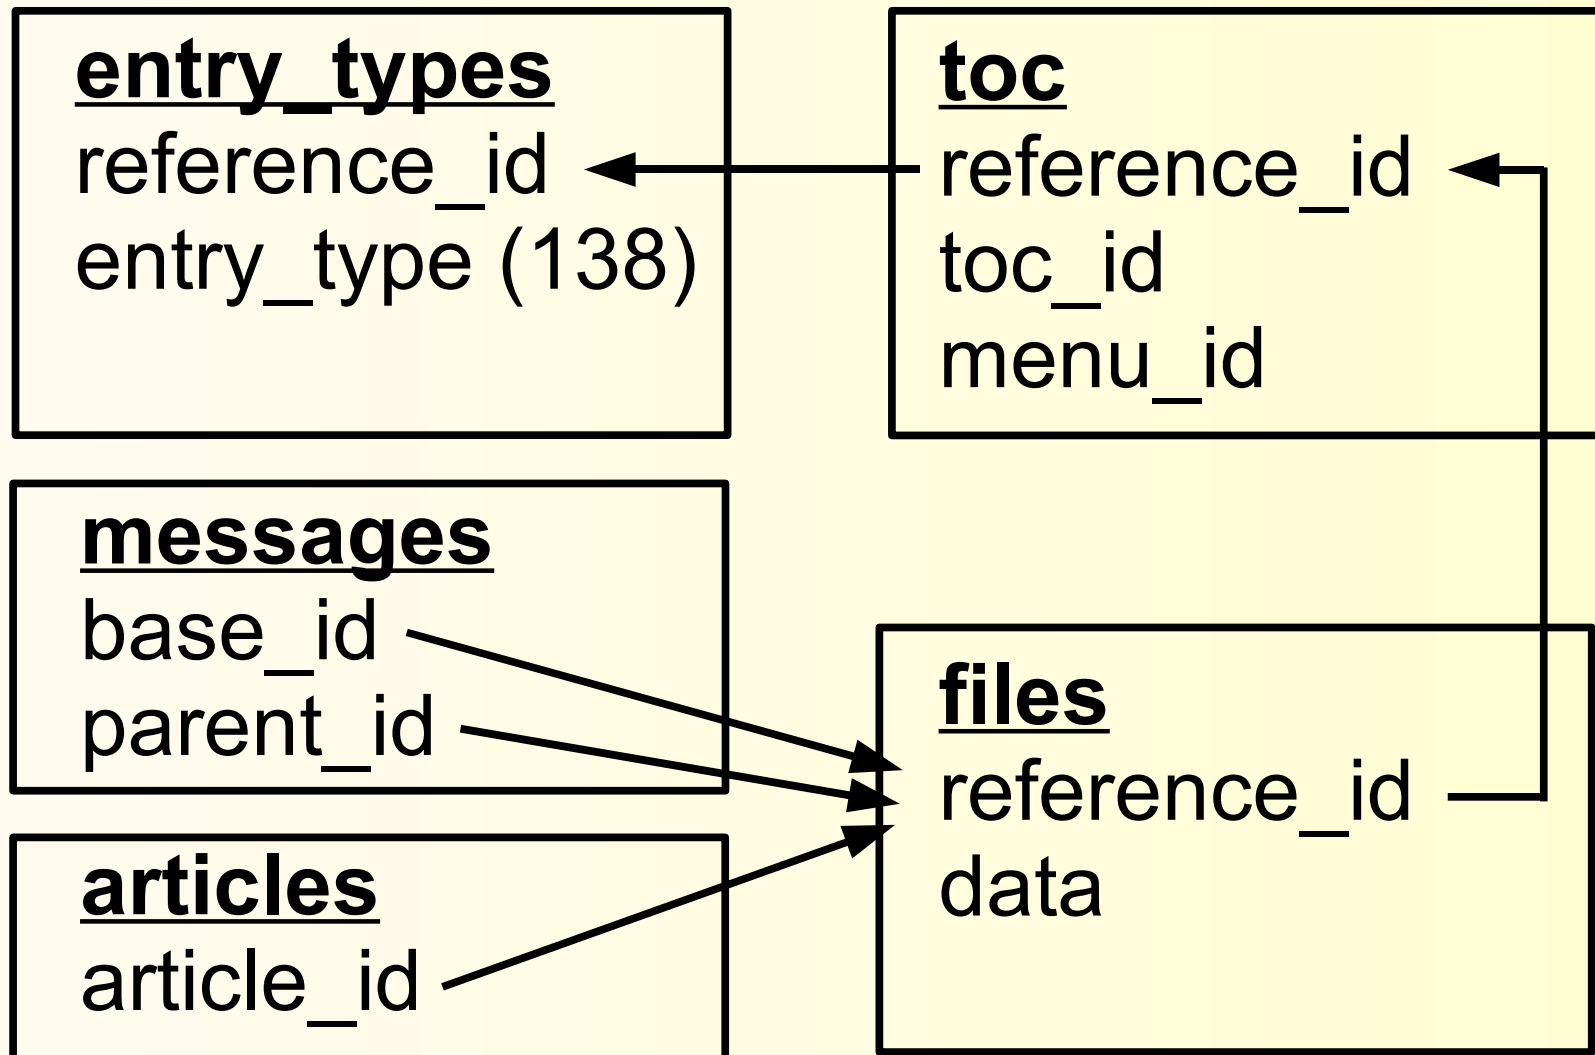 entry_types
reference_id
entry_type (138)
toc
reference_id
toc_id
menu_id
messages
base_id
parent_id
files
reference_id
data
articles
article_id